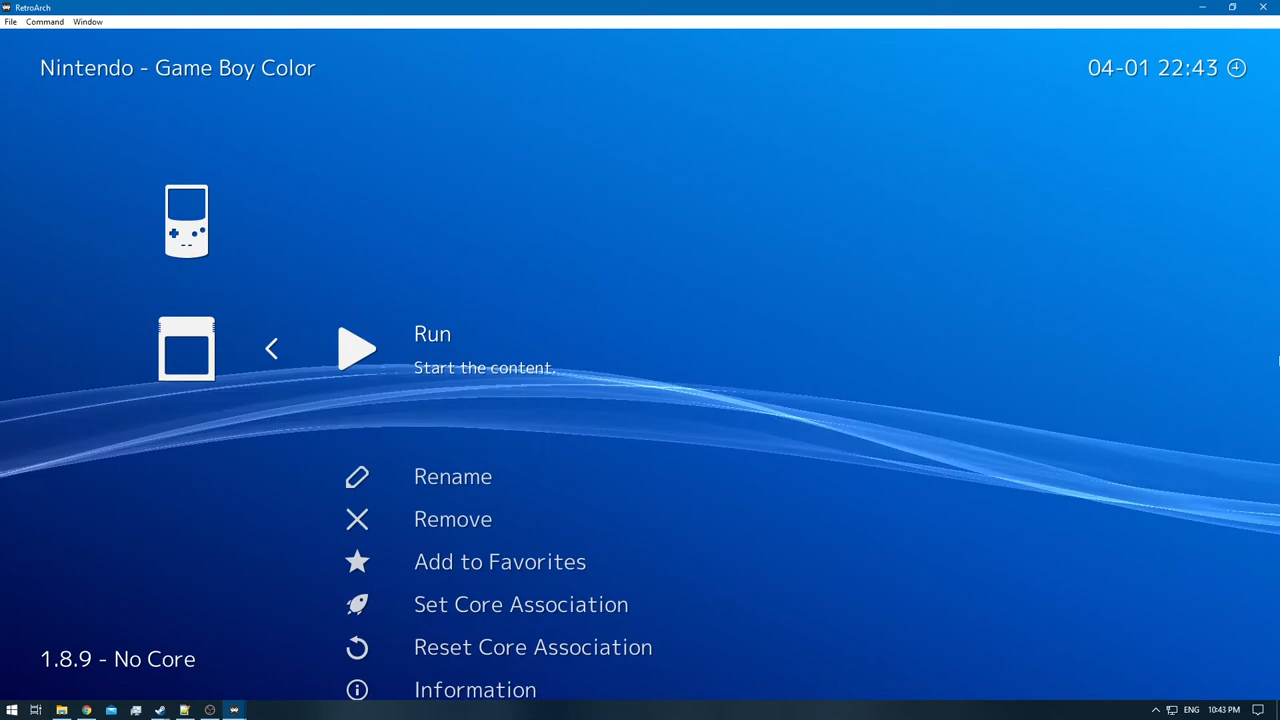 RetroArch
File Command Window
Nintendo - Game Boy Color
04-01 22:43
Run
Start the content.
Rename
Remove
Add to Favorites
Set Core Association
Reset Core Association
Information
1.8.9 - No Core
ENG 10:43 PM